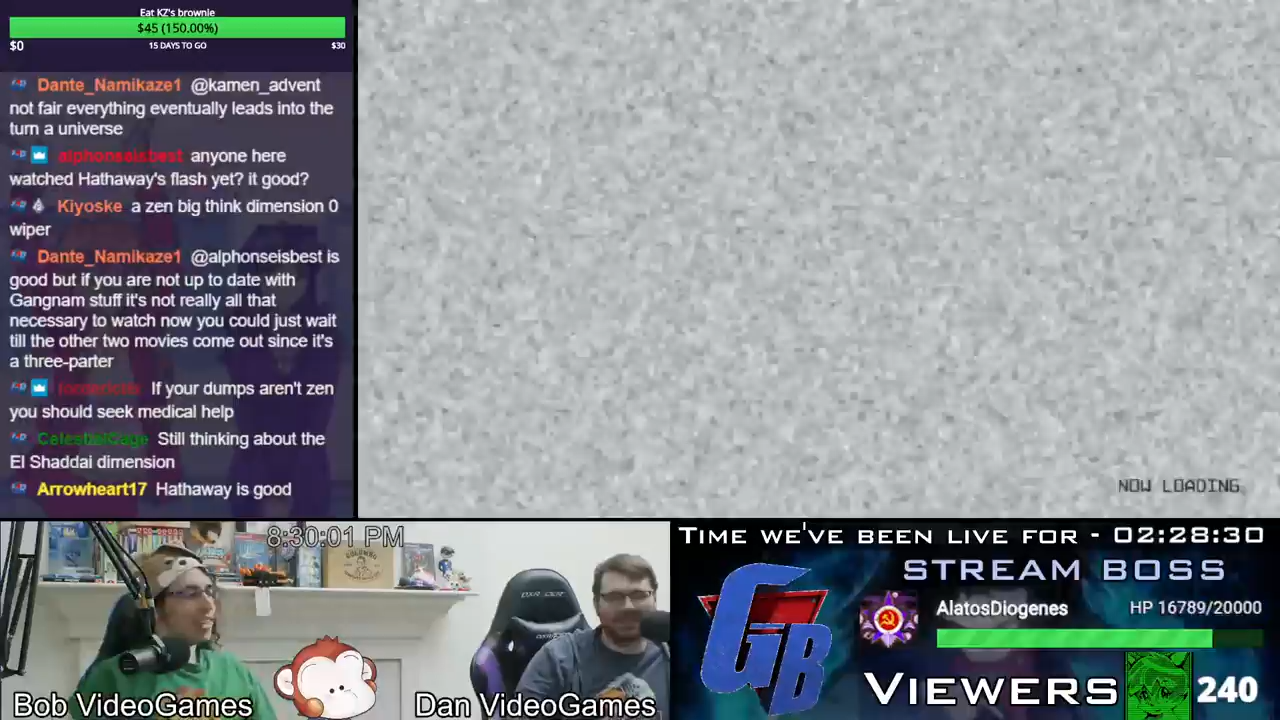 Eat KZ's brownie
$45 (150.00%)
$0 15 DAYS TO GO $30
Dante_Namikaze1 @kamen_advent
not fair everything eventually leads into the
turn a universe
alphonseisbest anyone here
watched Hathaway's flash yet? it good?
Kiyoske a zen big think dimension 0
wiper
Dante_Namikaze1 @alphonseisbest is
good but if you are not up to date with
Gangnam stuff it's not really all that
necessary to watch now you could just wait
till the other two movies come out since it's
a three-parter
If your dumps aren't zen
you should seek medical help
CelestialCage Still thinking about the
El Shaddai dimension
Arrowheart17 Hathaway is good
NOW LOADING
8:30:01 PM
COLUMBO
Bob VideoGames
Dan VideoGames
TIME WE'VE BEEN LIVE FOR - 02:28:30
STREAM BOSS
AlatosDiogenes HP 16789/20000
GB
VIEWERS 240